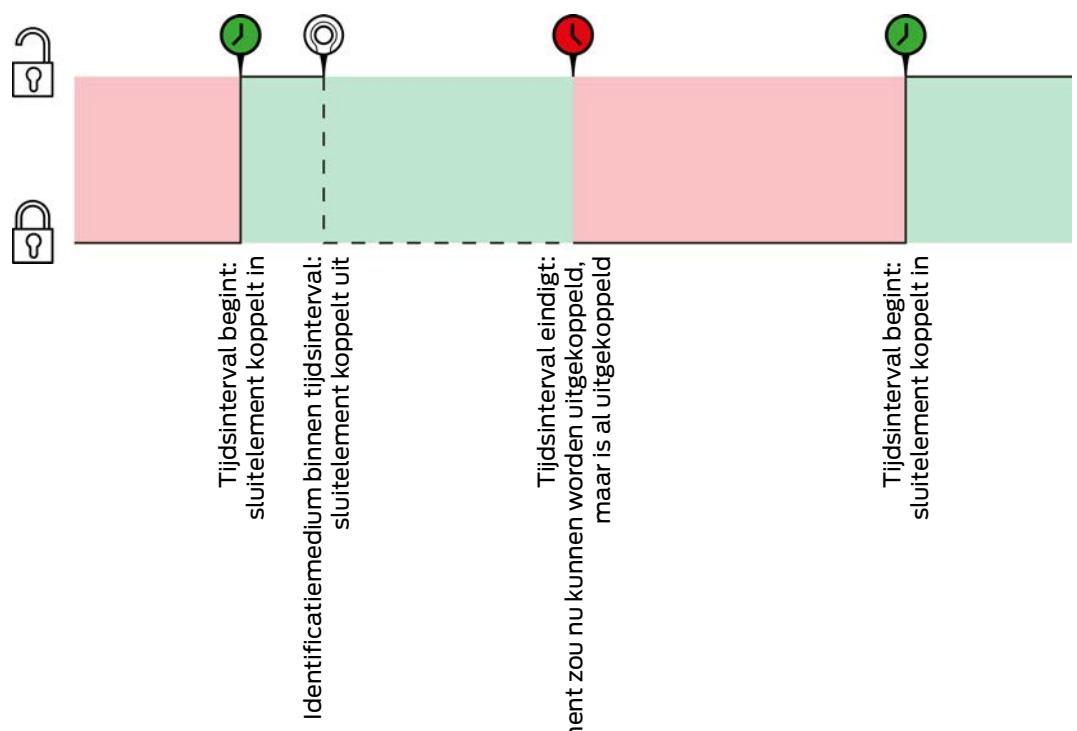 Tijdsinterval begint:
sluitelement koppelt in
Identificatiemedium binnen tijdsinterval:
sluitelement koppelt uit
Tijdsinterval eindigt:
zou nu kunnen worden uitgekoppeld,
maar is al uitgekoppeld
Tijdsinterval begint:
sluitelement koppelt in